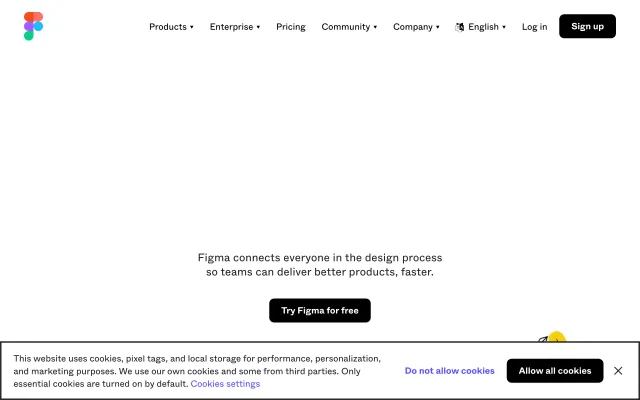 Products Enterprise Pricing Community Company English Log in Sign up
Figma connects everyone in the design process
so teams can deliver better products, faster.
Try Figma for free
This website uses cookies, pixel tags, and local storage for performance, personalization,
and marketing purposes. We use our own cookies and some from third parties. Only
essential cookies are turned on by default. Cookies settings
Do not allow cookies
Allow all cookies